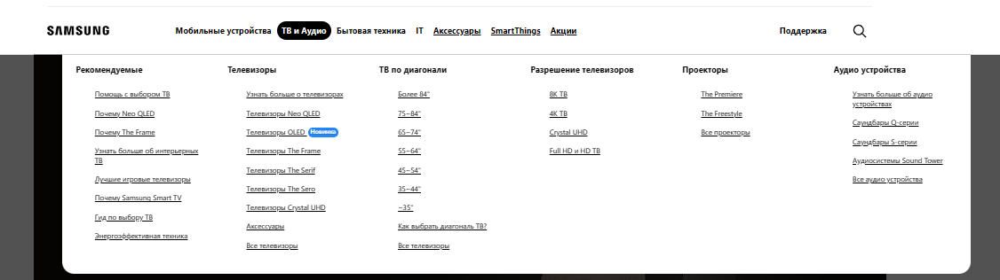 SAMSUNG
Мобильные устройства
ТВ и Аудио
Бытовая техника
IT
Аксессуары
SmartThings
Акции
Поддержка
Рекомендуемые
Помощь с выбором ТВ
Почему Neo QLED
Почему The Frame
Узнать больше об интерьерных
ТВ
Лучшие игровые телевизоры
Почему Samsung Smart TV
Гид по выбору ТВ
Энергоэффективная техника
Телевизоры
Узнать больше о телевизорах
Телевизоры Neo QLED
Телевизоры OLED Новинка
Телевизоры The Frame
Телевизоры The Serif
Телевизоры The Sero
Телевизоры Crystal UHD
Аксессуары
Все телевизоры
ТВ по диагонали
Более 84"
75~84"
65~74"
55~64"
45~54"
35~44"
~35"
Как выбрать диагональ ТВ?
Все телевизоры
Разрешение телевизоров
8K ТВ
4K ТВ
Crystal UHD
Full HD и HD ТВ
Проекторы
The Premiere
The Freestyle
Все проекторы
Аудио устройства
Узнать больше об аудио
устройствах
Саундбары Q-серии
Саундбары S-серии
Аудиосистемы Sound Tower
Все аудио устройства